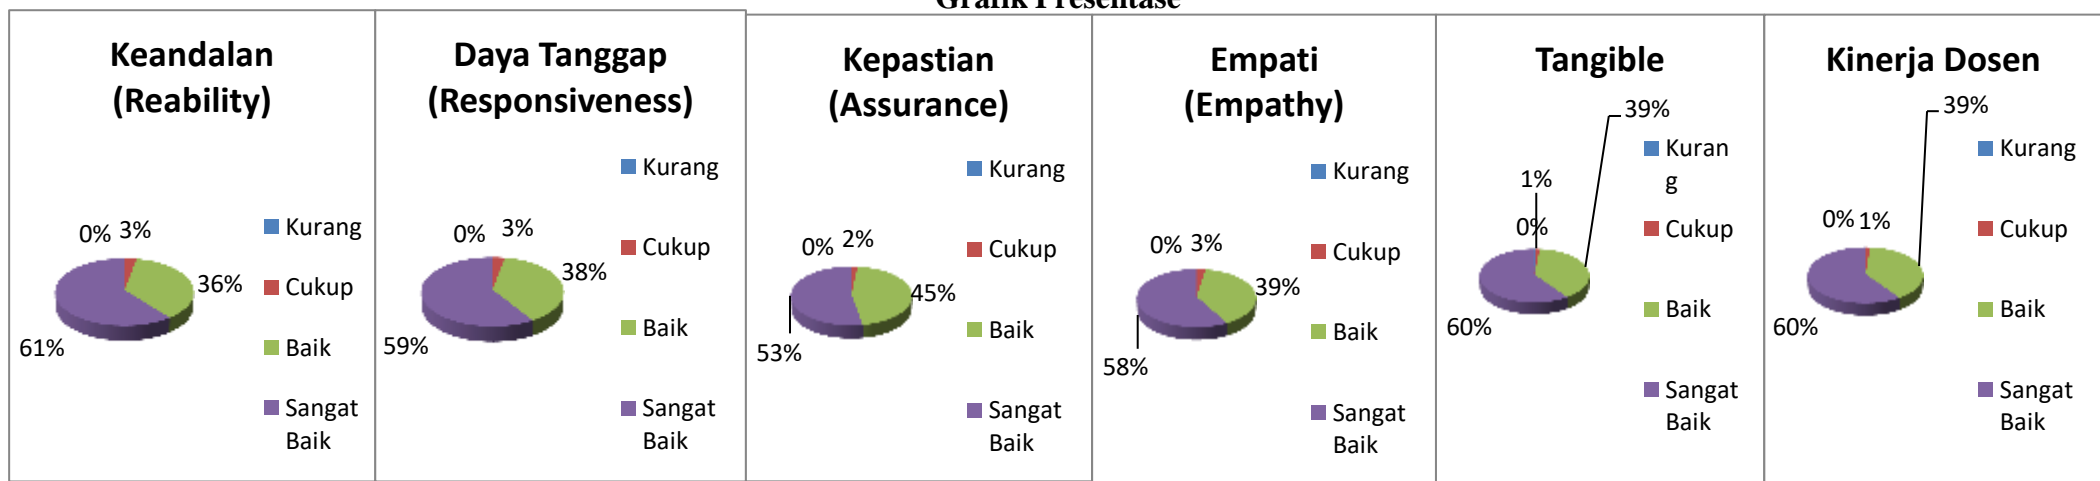 Grafik Presentase
Keandalan
(Reability)
0% 3%
36%
61%
Kurang
Cukup
Baik
Sangat
Baik
Daya Tanggap
(Responsiveness)
0% 3%
38%
59%
Kurang
Cukup
Baik
Sangat
Baik
Kepastian
(Assurance)
0% 2%
45%
53%
Kurang
Cukup
Baik
Sangat
Baik
Empati
(Empathy)
0% 3%
39%
58%
Kurang
Cukup
Baik
Sangat
Baik
Tangible
39%
1%
0%
60%
Kuran
g
Cukup
Baik
Sangat
Baik
Kinerja Dosen
39%
0% 1%
60%
Kurang
Cukup
Baik
Sangat
Baik